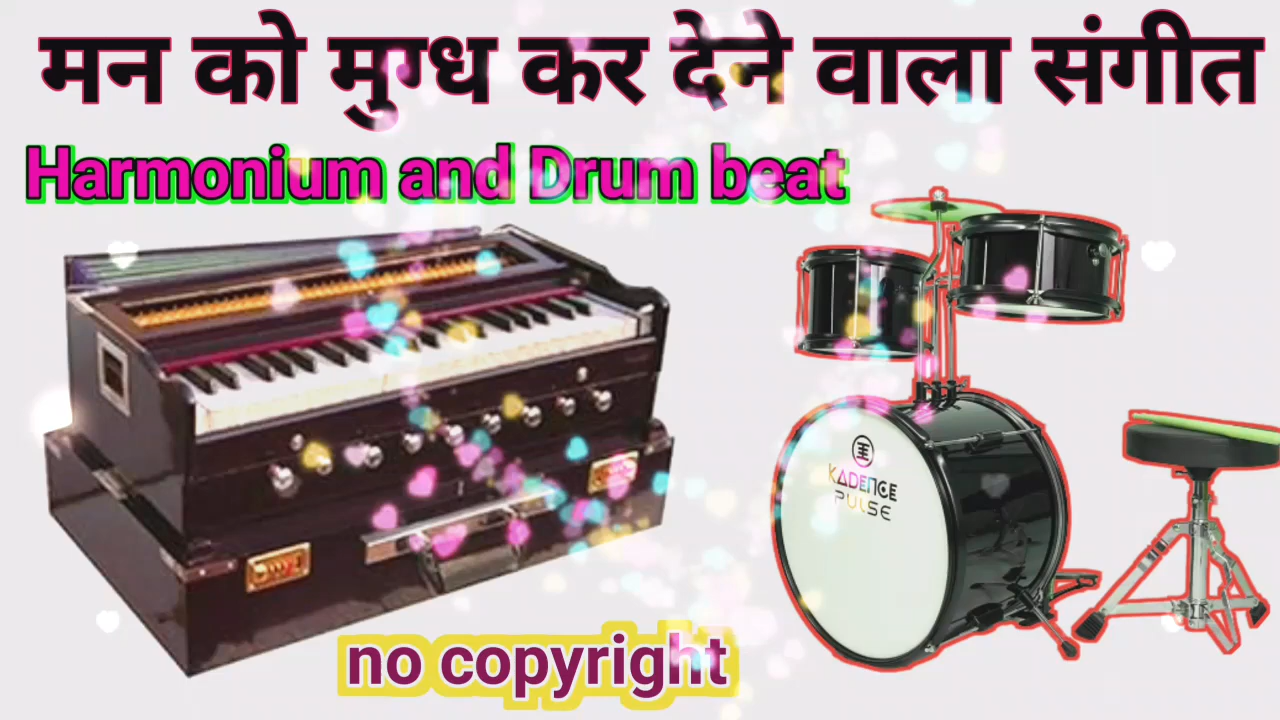 मन को मुग्ध कर देने वाला संगीत
Harmonium and Drum beat
KADENCE
PULSE
no copyright